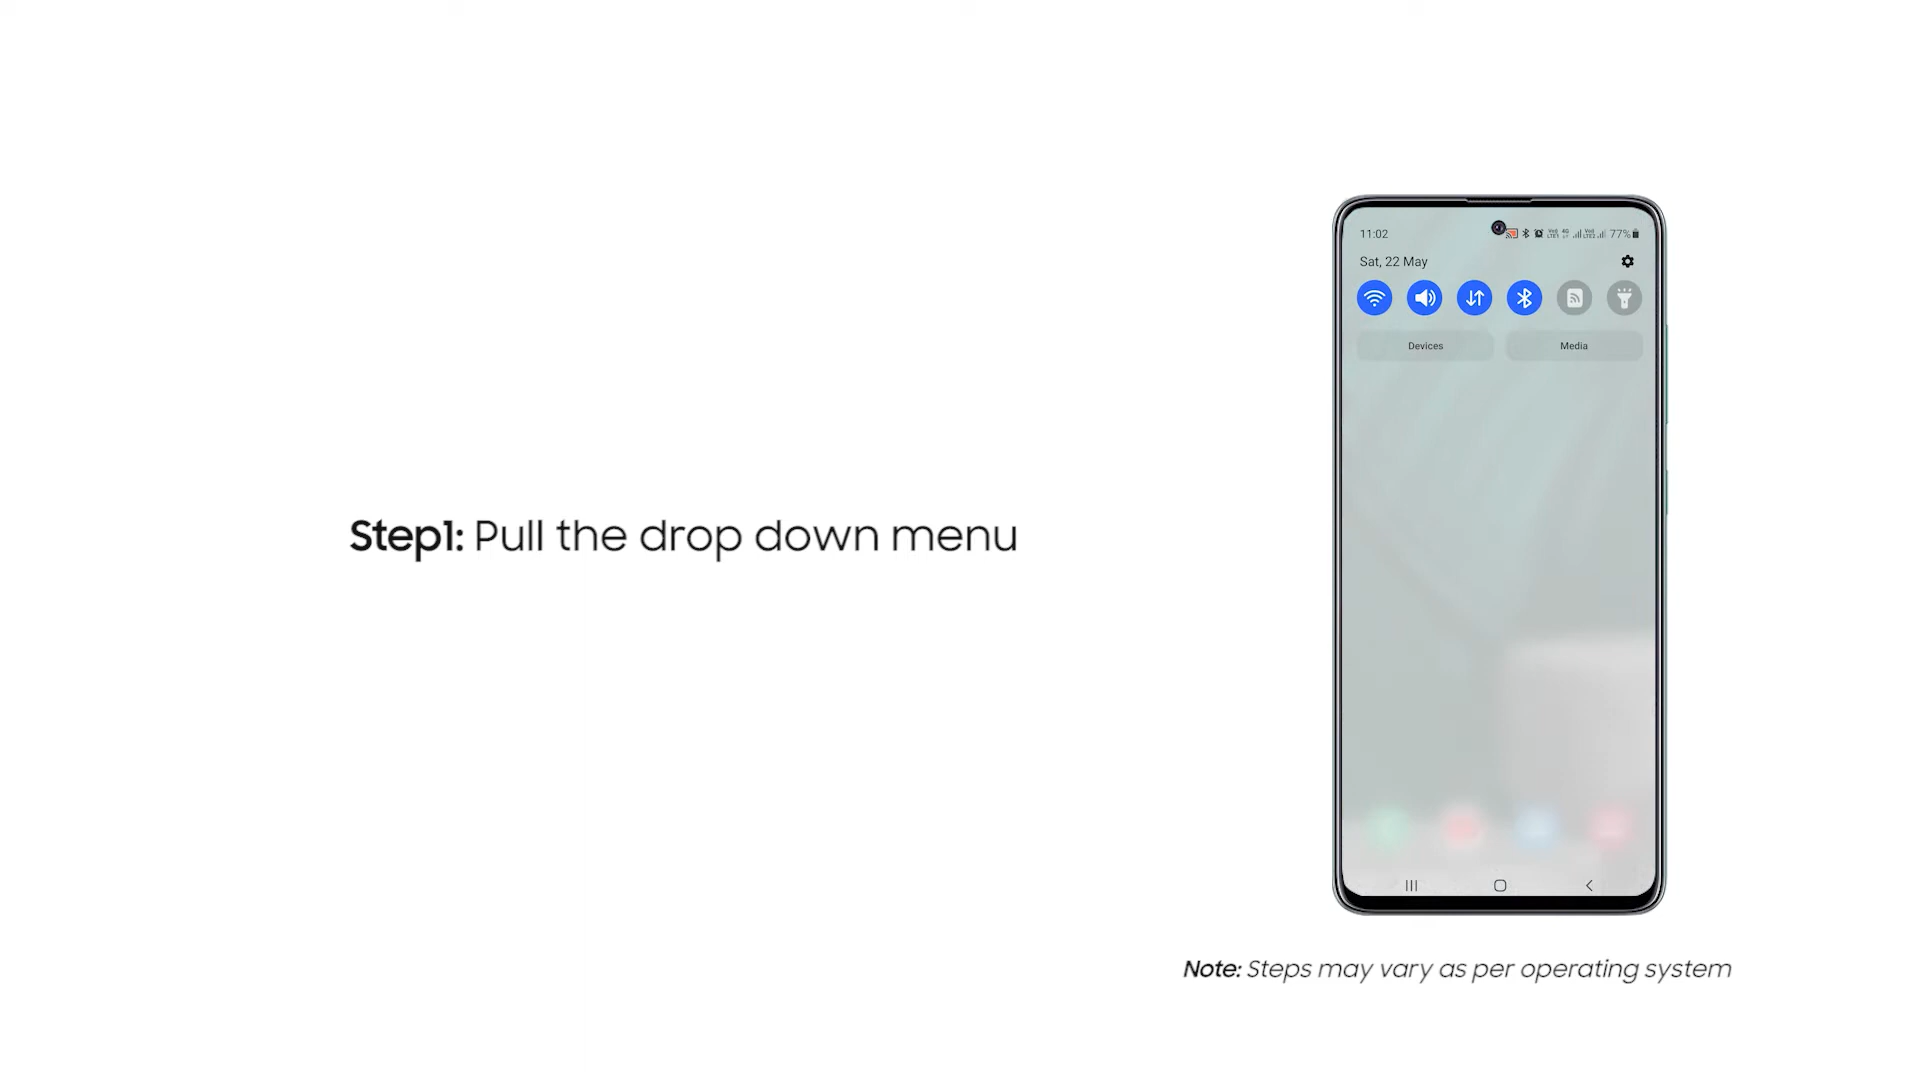 Step1: Pull the drop down menu
11:02
77%
Sat, 22 May
Devices
Media
Note: Steps may vary as per operating system